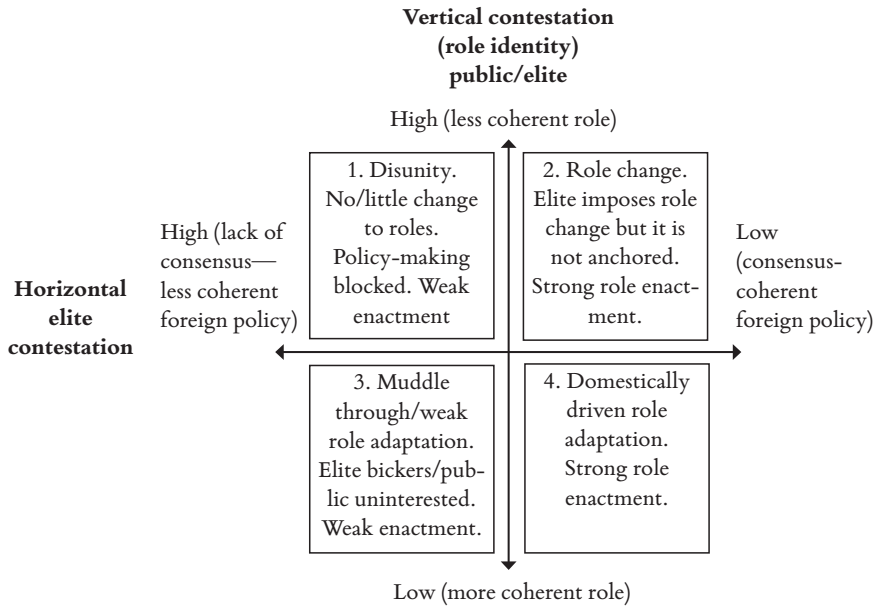 Vertical contestation
(role identity)
public/elite
High (less coherent role)
1. Disunity.
No/little change
to roles.
Policy-making
blocked. Weak
enactment
2. Role change.
Elite imposes role
change but it is
not anchored.
Strong role enact-
ment.
High (lack of
consensus—
less coherent
foreign policy)
Low
(consensus-
coherent
foreign policy)
Horizontal
elite
contestation
3. Muddle
through/weak
role adaptation.
Elite bickers/pub-
lic uninterested.
Weak enactment.
4. Domestically
driven role
adaptation.
Strong role
enactment.
Low (more coherent role)